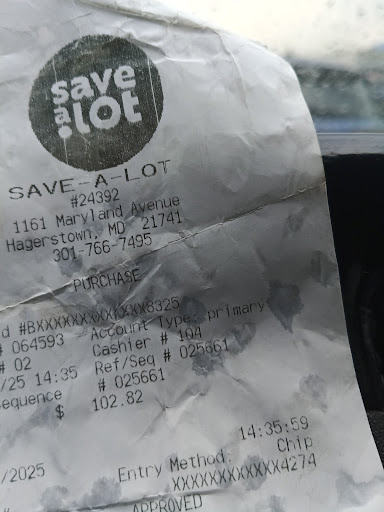 save
a
lot
SAVE-A-LOT
#24392
1161 Maryland Avenue
Hagerstown, MD 21741
301-766-7495
PURCHASE
d #BXXXXXXXXXXXX8325
# 064593 Account Type: primary
# 02 Cashier # 104
/25 14:35 Ref/Seq # 025661
equence # 025661
$ 102.82
14:35:59
/2025 Entry Method: Chip
XXXXXXXXXXXX4274
APPROVED